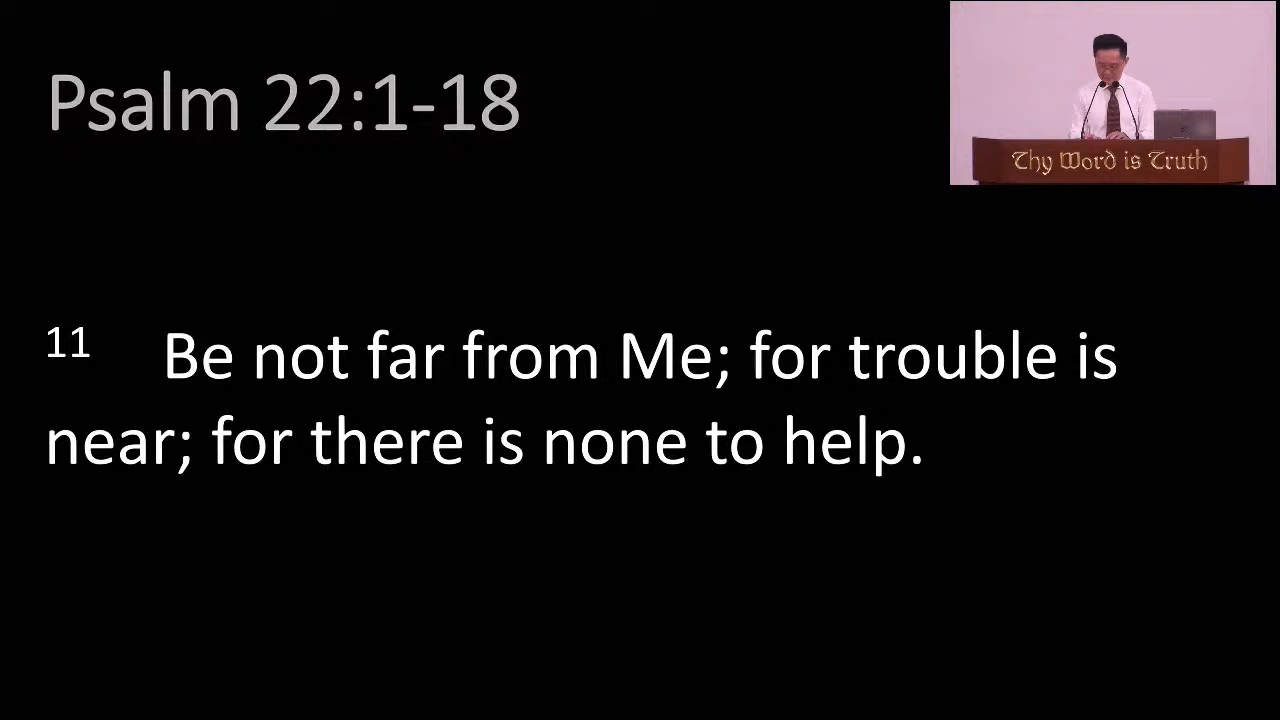 Psalm 22:1-18
Thy Word is Truth
11 Be not far from Me; for trouble is
near; for there is none to help.